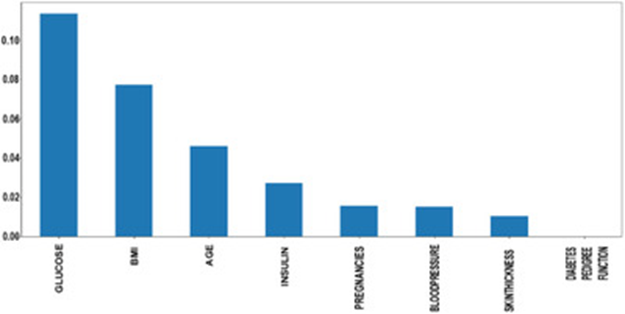 0.10
0.08
0.06
0.04
0.02
0.00
GLUCOSE
BMI
AGE
INSULIN
PREGNANCIES
BLOODPRESSURE
SKINTHICKNESS
DIABETES
PEDIGREE
FUNCTION